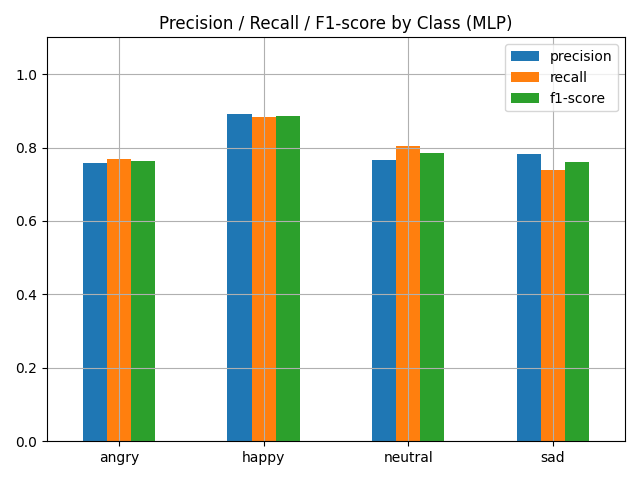 Precision / Recall / F1-score by Class (MLP)
precision
recall
f1-score
1.0
0.8
0.6
0.4
0.2
0.0
angry happy neutral sad